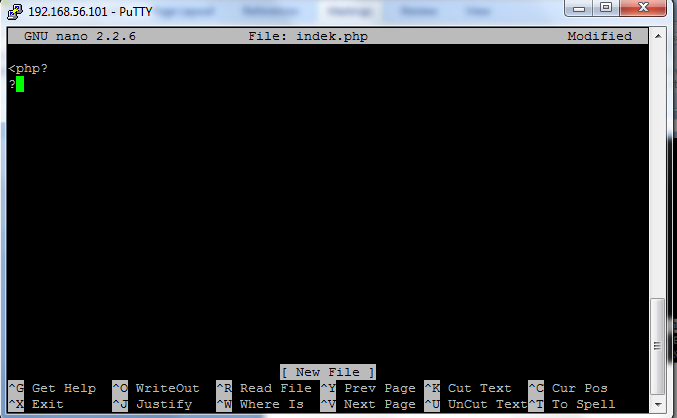 192.168.56.101 - PuTTY
GNU nano 2.2.6 File: indek.php Modified
<php?
?
[ New File ]
^G Get Help ^O WriteOut ^R Read File ^Y Prev Page ^K Cut Text ^C Cur Pos
^X Exit ^J Justify ^W Where Is ^V Next Page ^U UnCut Text ^T To Spell